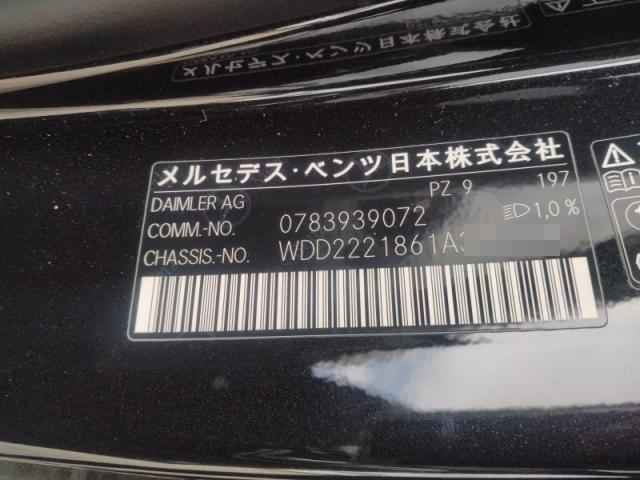 メルセデス・ベンツ日本株式会社
DAIMLER AG PZ 9 197
COMM.-NO. 0783939072 1,0%
CHASSIS.-NO. WDD2221861A